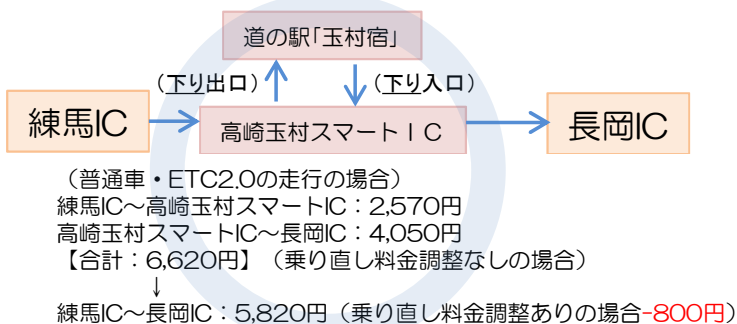 道の駅「玉村宿」
（下り出口）
（下り入口）
練馬IC
高崎玉村スマートＩＣ
長岡IC
（普通車・ETC2.0の走行の場合）
練馬IC～高崎玉村スマートIC：2,570円
高崎玉村スマートIC～長岡IC：4,050円
【合計：6,620円】（乗り直し料金調整なしの場合）
↓
練馬IC～長岡IC：5,820円（乗り直し料金調整ありの場合-800円）